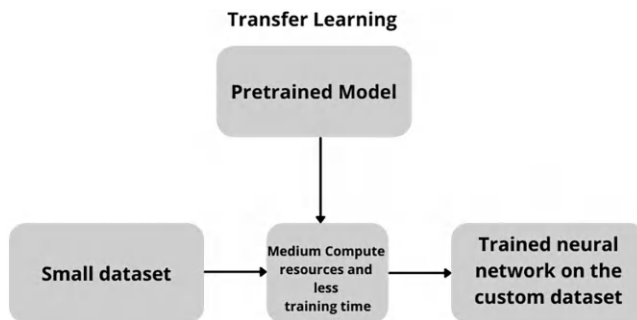 Transfer Learning
Pretrained Model
Small dataset
Medium Compute
resources and
less
training time
Trained neural
network on the
custom dataset